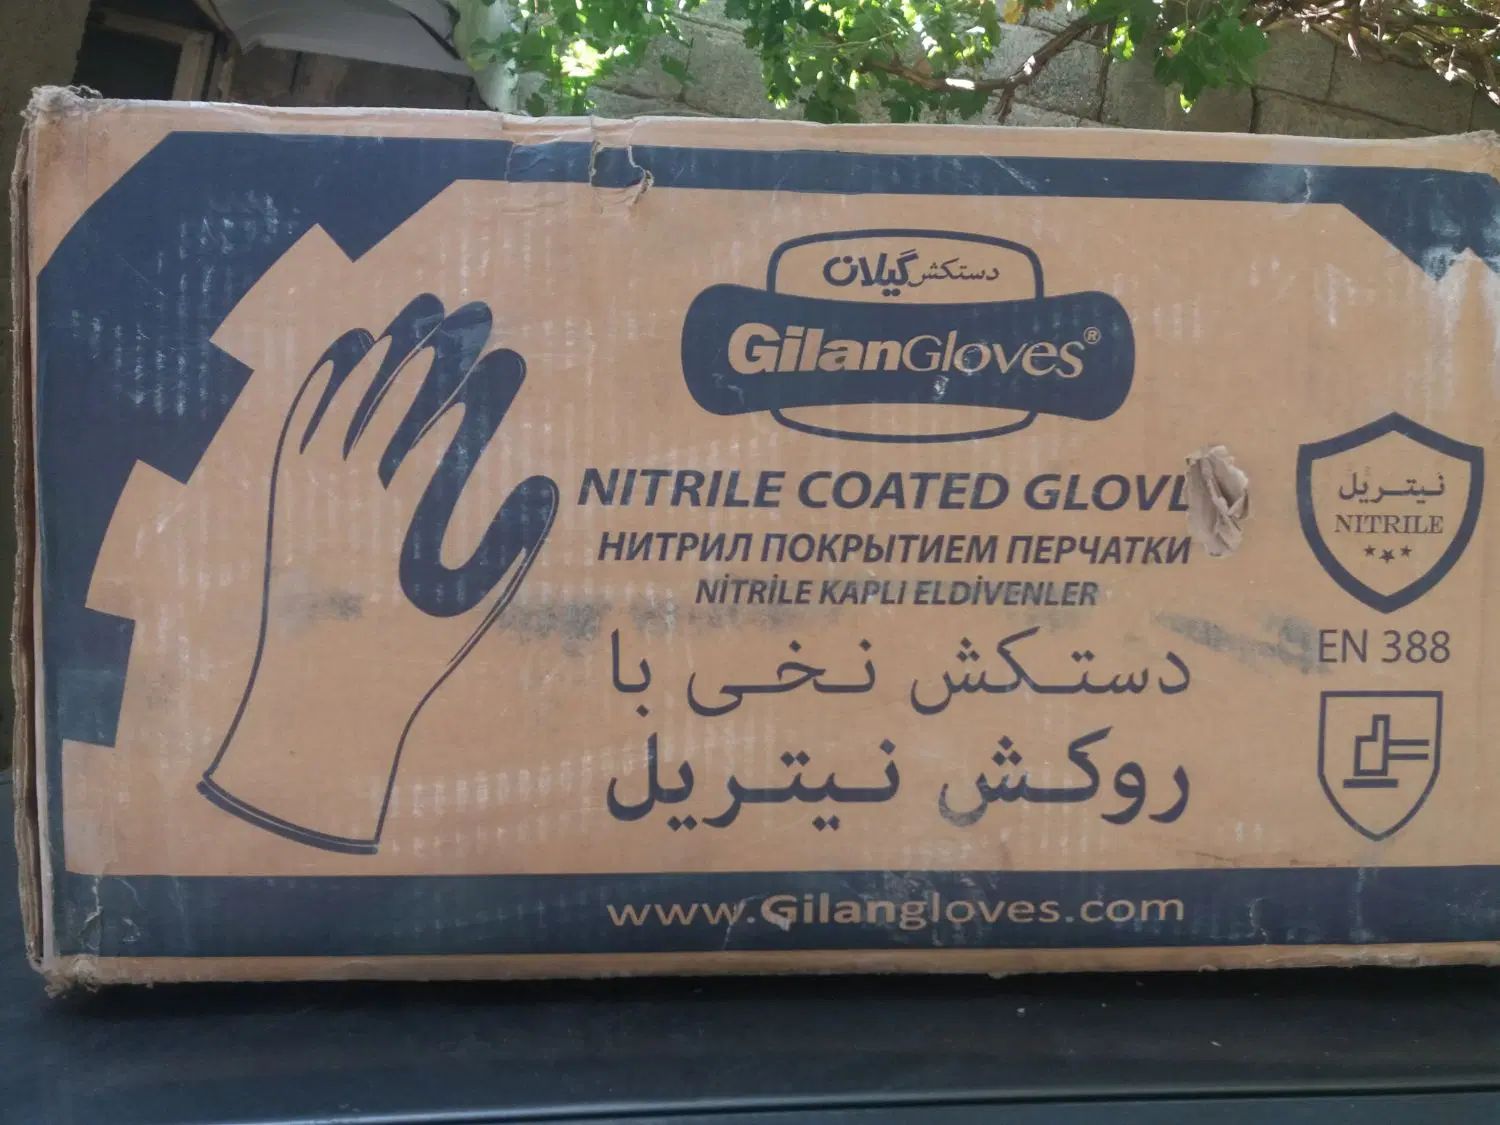 دستکش گیلان
GilanGloves®
NITRILE COATED GLOV
НИТРИЛ ПОКРЫТИЕМ ПЕРЧАТКИ
NİTRİLE KAPLI ELDİVENLER
دستکش نخی با
روکش نیتریل
نیتریل
NITRILE
EN 388
www.Gilangloves.com